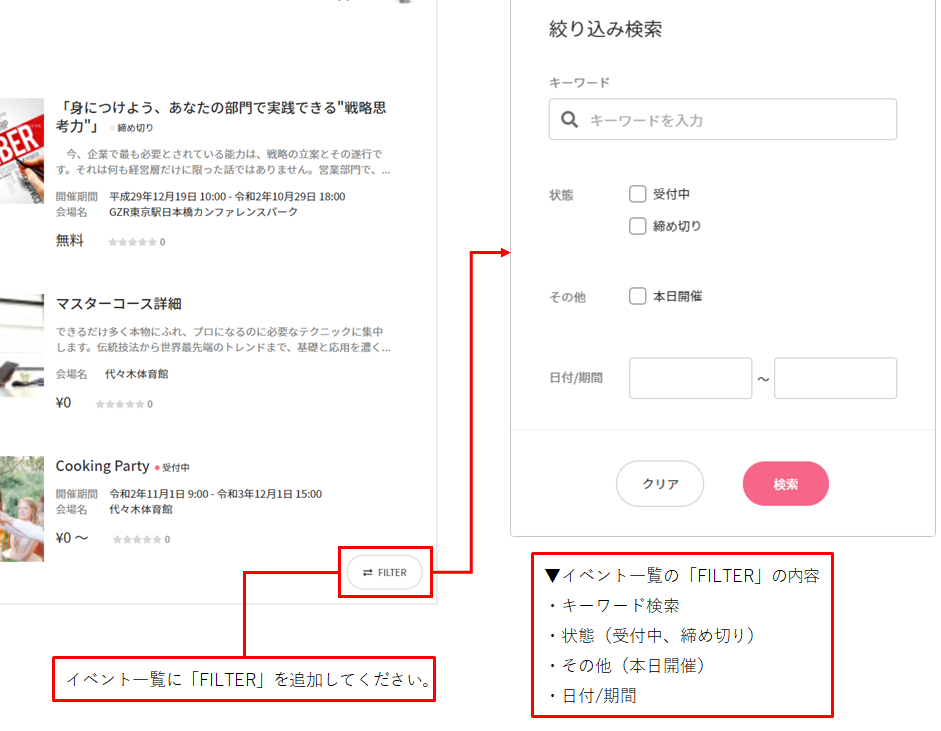 「身につけよう、あなたの部門で実践できる"戦略思
考力"」 締め切り
今、企業で最も必要とされている能力は、戦略の立案とその遂行で
す。それは何も経営層だけに限った話ではありません。営業部門で、...
開催期間 平成29年12月19日 10:00 - 令和2年10月29日 18:00
会場名 GZR東京駅日本橋カンファレンスパーク
無料 ★★★★★ 0
マスターコース詳細
できるだけ多く本物にふれ、プロになるのに必要なテクニックに集中
します。伝統技法から世界最先端のトレンドまで、基礎と応用を濃く...
会場名 代々木体育館
¥0 ★★★★★ 0
Cooking Party ● 受付中
開催期間 令和2年11月1日 9:00 - 令和3年12月1日 15:00
会場名 代々木体育館
¥0 〜 ★★★★★ 0
FILTER
イベント一覧に「FILTER」を追加してください。
絞り込み検索
キーワード
キーワードを入力
状態 受付中
締め切り
その他 本日開催
日付/期間 〜
クリア 検索
▼イベント一覧の「FILTER」の内容
・キーワード検索
・状態（受付中、締め切り）
・その他（本日開催）
・日付/期間